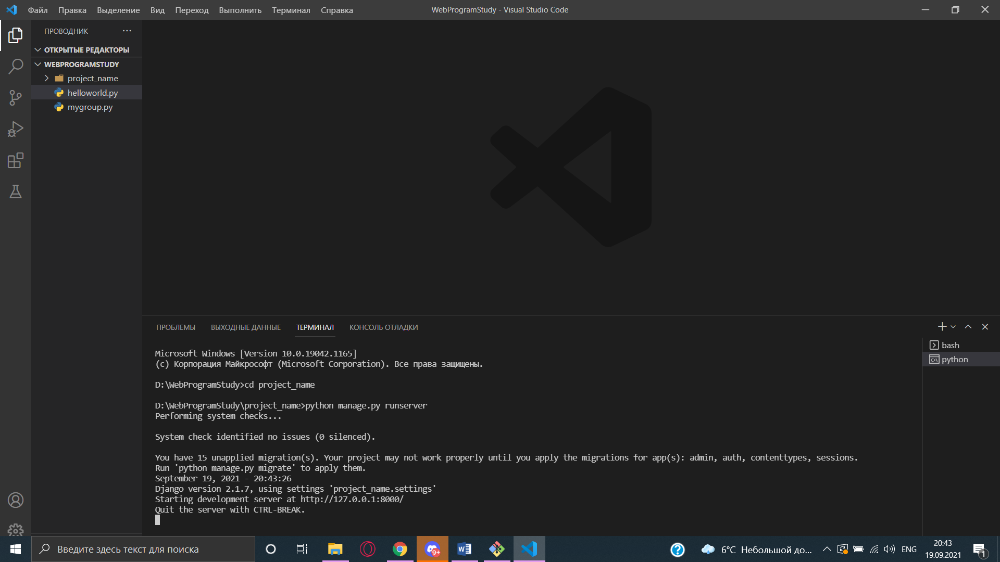 Файл Правка Выделение Вид Переход Выполнить Терминал Справка
WebProgramStudy - Visual Studio Code
ПРОВОДНИК
ОТКРЫТЫЕ РЕДАКТОРЫ
WEBPROGRAMSTUDY
project_name
helloworld.py
mygroup.py
ПРОБЛЕМЫ ВЫХОДНЫЕ ДАННЫЕ ТЕРМИНАЛ КОНСОЛЬ ОТЛАДКИ
Microsoft Windows [Version 10.0.19042.1165]
(c) Корпорация Майкрософт (Microsoft Corporation). Все права защищены.
D:\WebProgramStudy>cd project_name
D:\WebProgramStudy\project_name>python manage.py runserver
Performing system checks...
System check identified no issues (0 silenced).
You have 15 unapplied migration(s). Your project may not work properly until you apply the migrations for app(s): admin, auth, contenttypes, sessions.
Run 'python manage.py migrate' to apply them.
September 19, 2021 - 20:43:26
Django version 2.1.7, using settings 'project_name.settings'
Starting development server at http://127.0.0.1:8000/
Quit the server with CTRL-BREAK.
bash
python
Введите здесь текст для поиска
9+
6°C Небольшой до...
ENG
20:43
19.09.2021
1